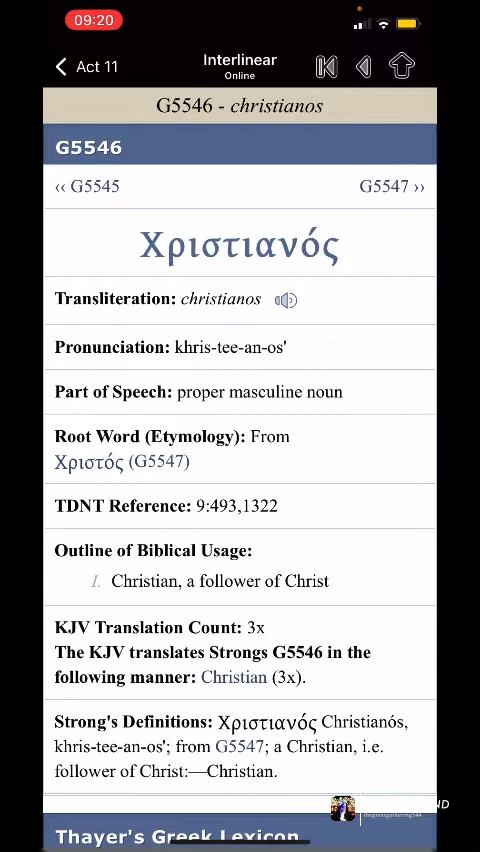 09:20
Act 11
Interlinear
Online
G5546 - christianos
G5546
‹‹ G5545
G5547 ››
Χριστιανός
Transliteration: christianos
Pronunciation: khris-tee-an-os'
Part of Speech: proper masculine noun
Root Word (Etymology): From
Χριστός (G5547)
TDNT Reference: 9:493,1322
Outline of Biblical Usage:
I. Christian, a follower of Christ
KJV Translation Count: 3x
The KJV translates Strongs G5546 in the
following manner: Christian (3x).
Strong's Definitions: Χριστιανός Christianós,
khris-tee-an-os'; from G5547; a Christian, i.e.
follower of Christ:—Christian.
thegreatgathering144
Thayer's Greek Lexicon